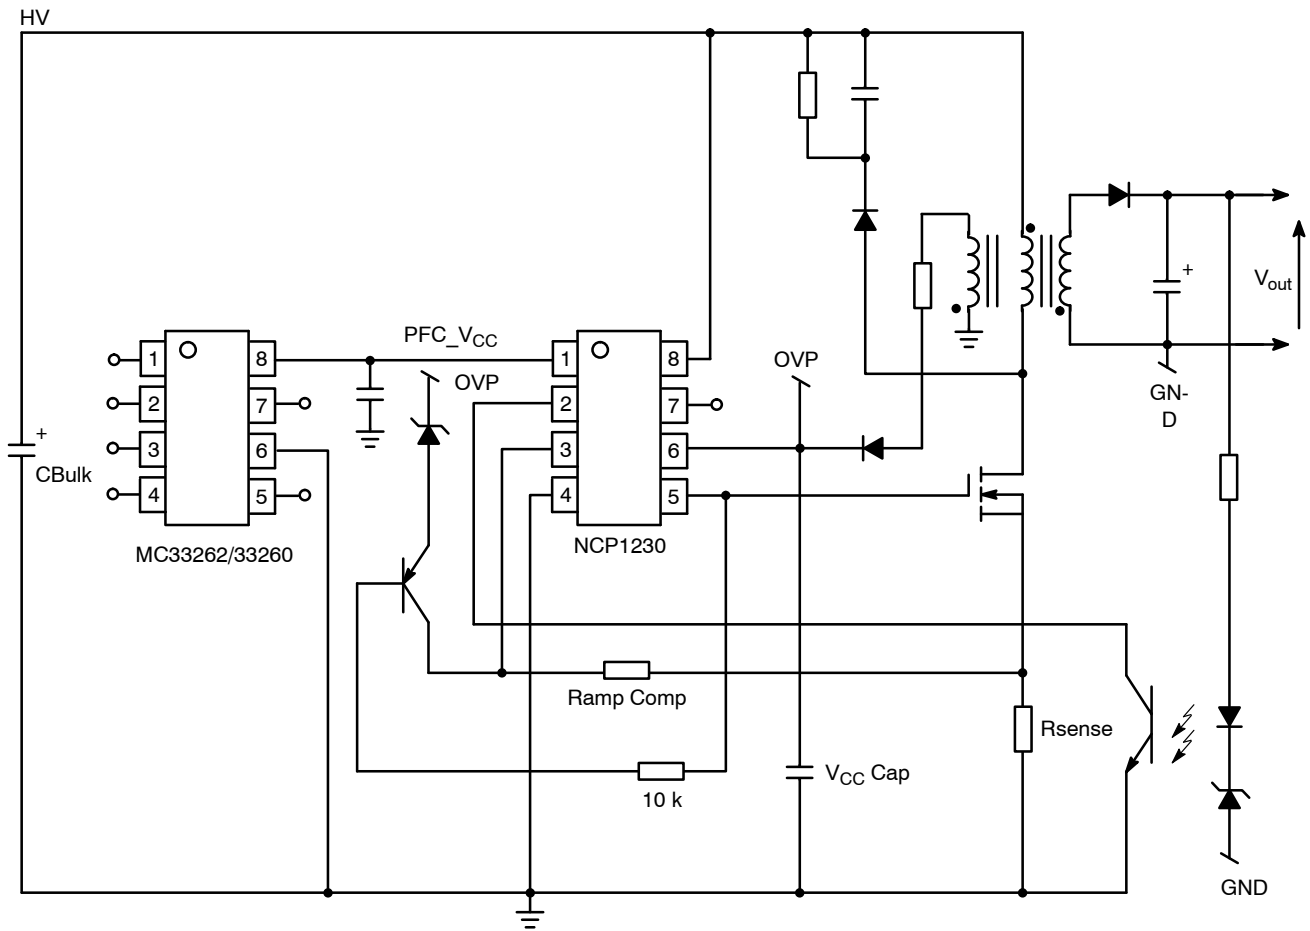 HV
PFC_VCC
OVP
OVP
1
2
3
4
8
7
6
5
1
2
3
4
8
7
6
5
+
CBulk
MC33262/33260
NCP1230
+
Vout
GN-
D
Ramp Comp
Rsense
10 k
VCC Cap
GND